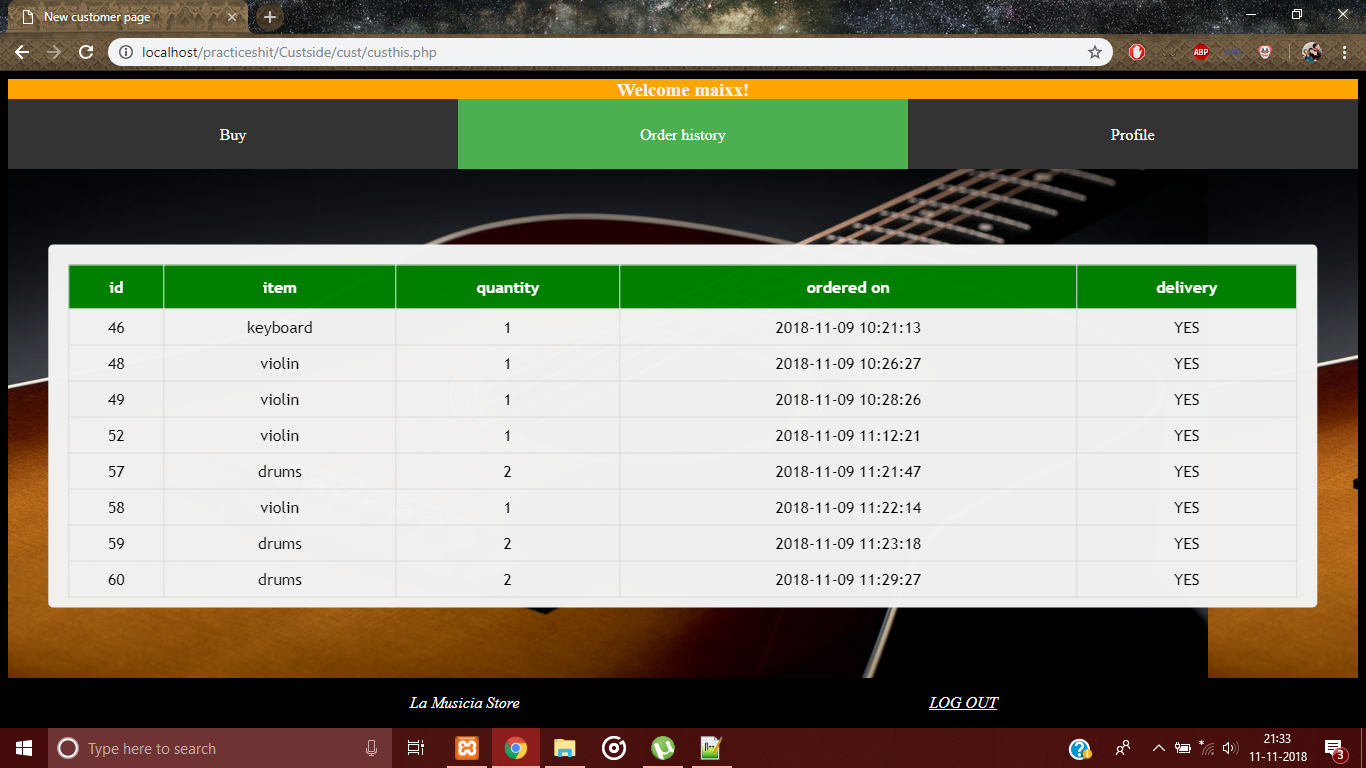 New customer page
localhost/practiceshit/Custside/cust/custhis.php
ABP
Welcome maixx!
Buy Order history Profile
id item quantity ordered on delivery
46 keyboard 1 2018-11-09 10:21:13 YES
48 violin 1 2018-11-09 10:26:27 YES
49 violin 1 2018-11-09 10:28:26 YES
52 violin 1 2018-11-09 11:12:21 YES
57 drums 2 2018-11-09 11:21:47 YES
58 violin 1 2018-11-09 11:22:14 YES
59 drums 2 2018-11-09 11:23:18 YES
60 drums 2 2018-11-09 11:29:27 YES
La Musicia Store LOG OUT
Type here to search
21:33
11-11-2018
3